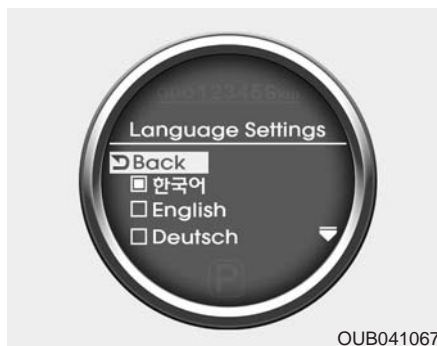 Language Settings
Back
한국어
English
Deutsch
P
OUB041067